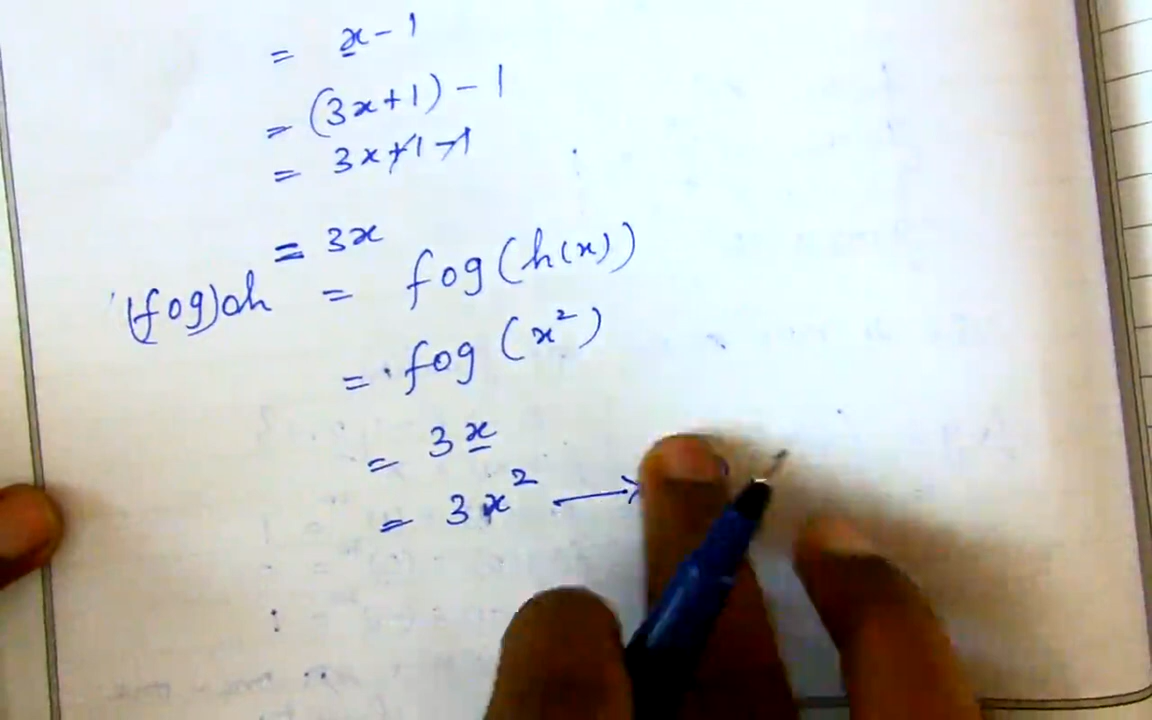 = x - 1
= (3x+1) - 1
= 3x+1-1
= 3x
(fog)oh = fog(h(x))
= fog(x²)
= 3x
= 3x² →